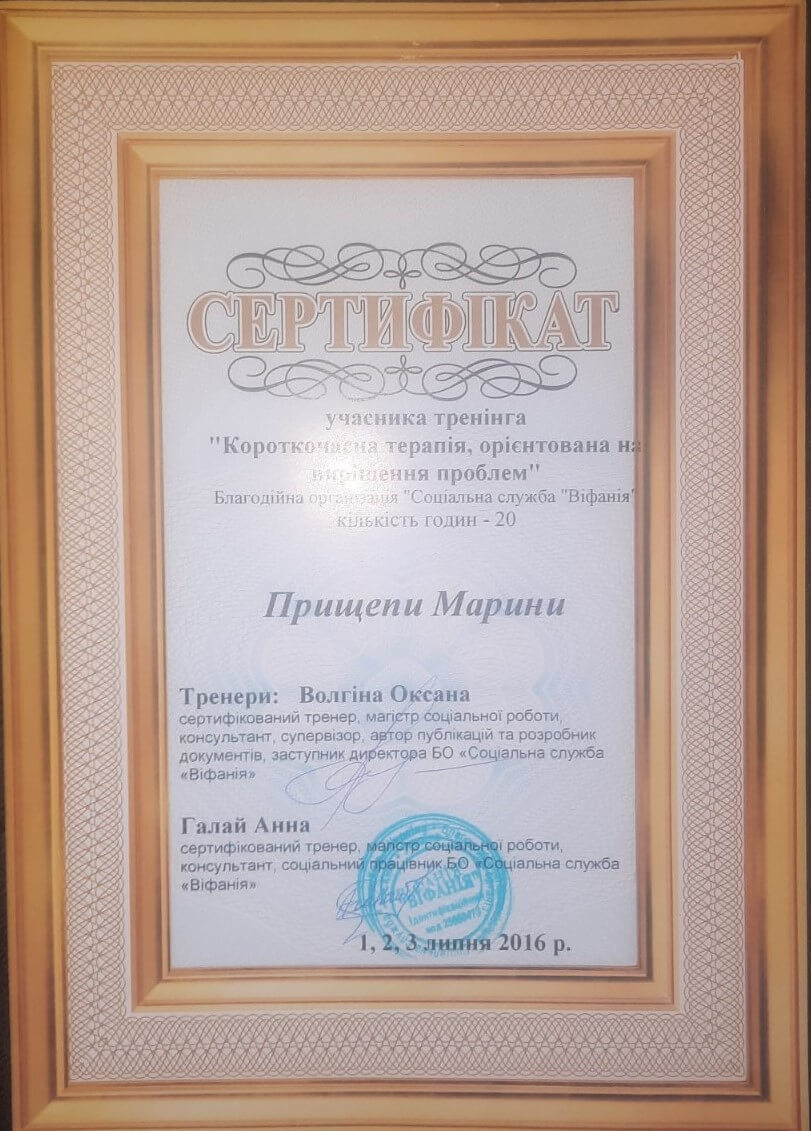 СЕРТИФІКАТ
учасника тренінга
"Короткочасна терапія, орієнтована на
вирішення проблем"
Благодійна організація "Соціальна служба "Віфанія"
кількість годин - 20
Прищепи Марини
Тренери: Волгіна Оксана
сертифікований тренер, магістр соціальної роботи,
консультант, супервізор, автор публікацій та розробник
документів, заступник директора БО «Соціальна служба
«Віфанія»
Галай Анна
сертифікований тренер, магістр соціальної роботи,
консультант, соціальний працівник БО «Соціальна служба
«Віфанія»
ВІФАНІЯ"
Ідентифікаційний
код
1, 2, 3 липня 2016 р.